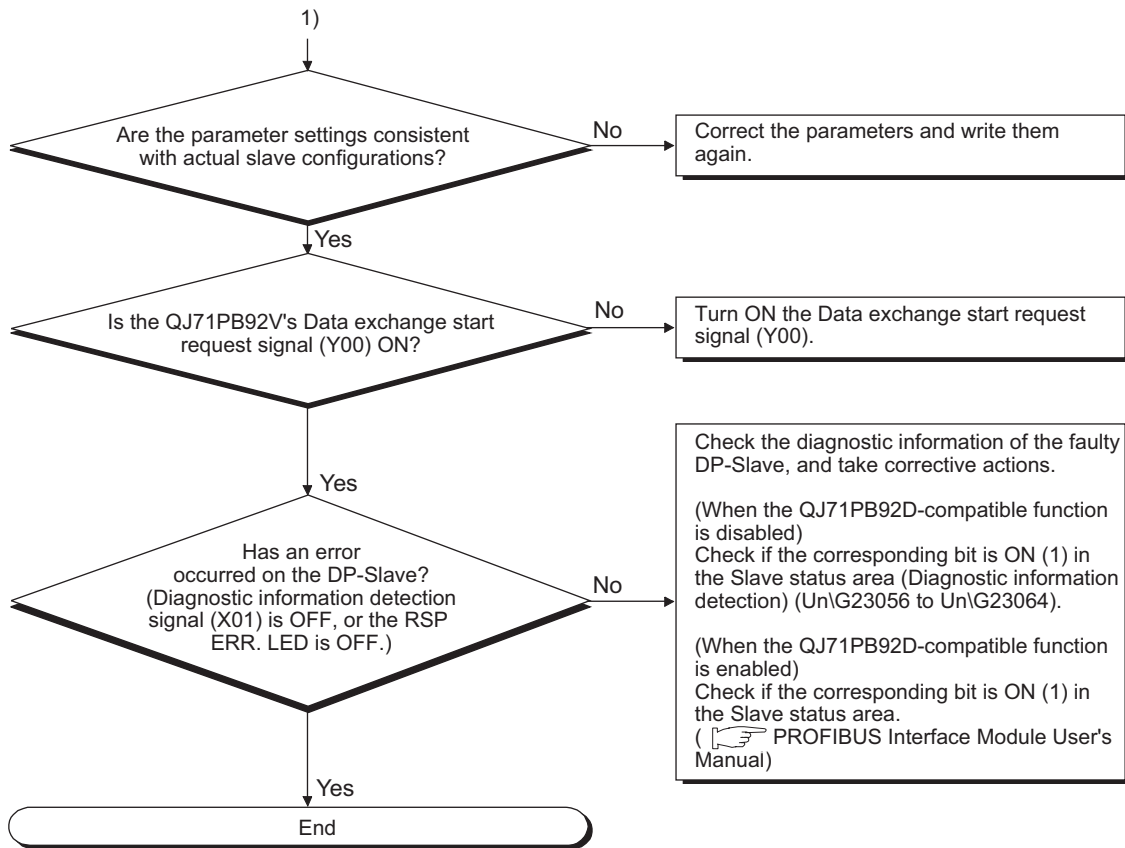 1)
Are the parameter settings consistent
with actual slave configurations?
No
Correct the parameters and write them
again.
Yes
Is the QJ71PB92V's Data exchange start
request signal (Y00) ON?
No
Turn ON the Data exchange start request
signal (Y00).
Yes
Has an error
occurred on the DP-Slave?
(Diagnostic information detection
signal (X01) is OFF, or the RSP
ERR. LED is OFF.)
No
Check the diagnostic information of the faulty
DP-Slave, and take corrective actions.
(When the QJ71PB92D-compatible function
is disabled)
Check if the corresponding bit is ON (1) in
the Slave status area (Diagnostic information
detection) (Un\G23056 to Un\G23064).
(When the QJ71PB92D-compatible function
is enabled)
Check if the corresponding bit is ON (1) in
the Slave status area.
( PROFIBUS Interface Module User's
Manual)
Yes
End